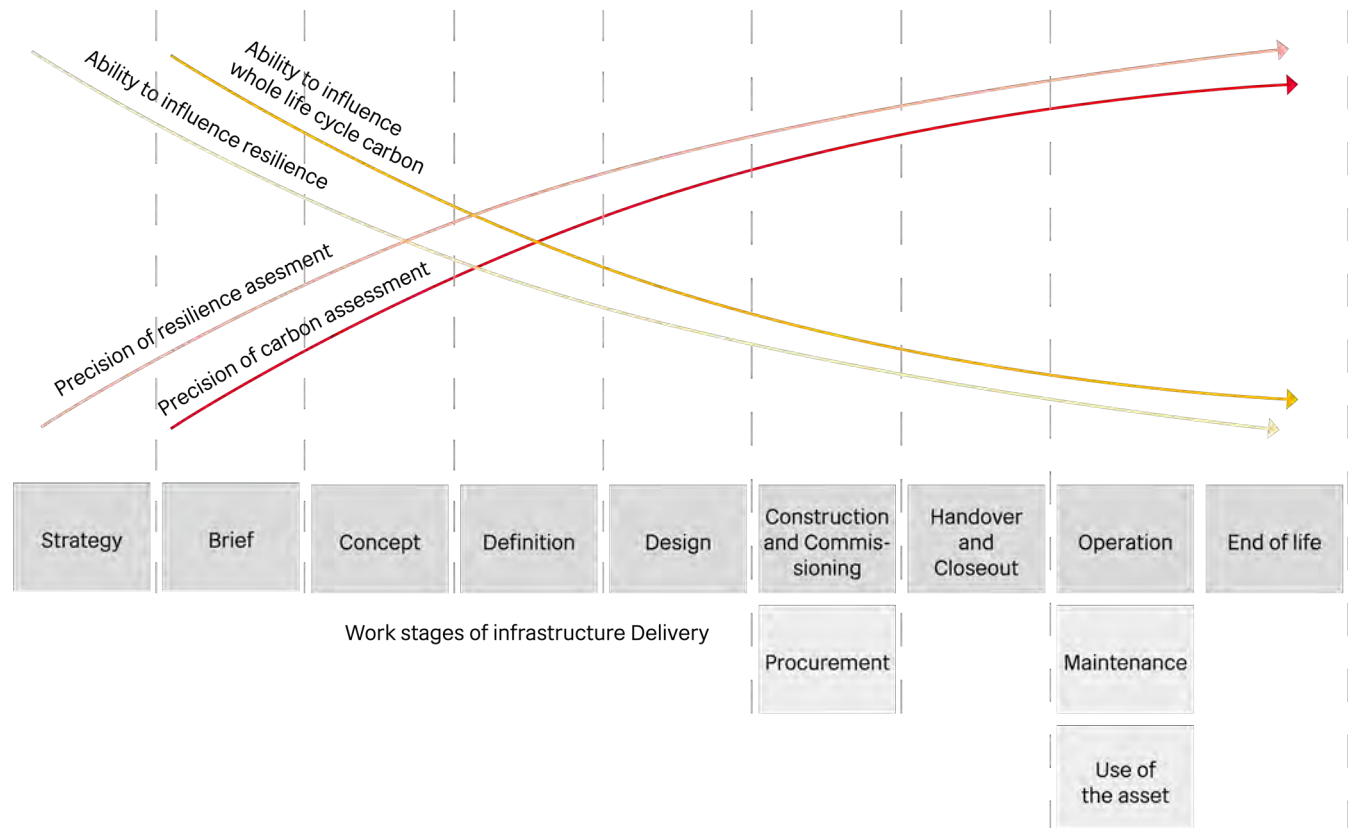 Ability to influence
whole life cycle carbon
Ability to influence resilience
Precision of resilience asesment
Precision of carbon assessment
Strategy
Brief
Concept
Definition
Design
Construction
and Commis-
sioning
Handover
and
Closeout
Operation
End of life
Work stages of infrastructure Delivery
Procurement
Maintenance
Use of
the asset